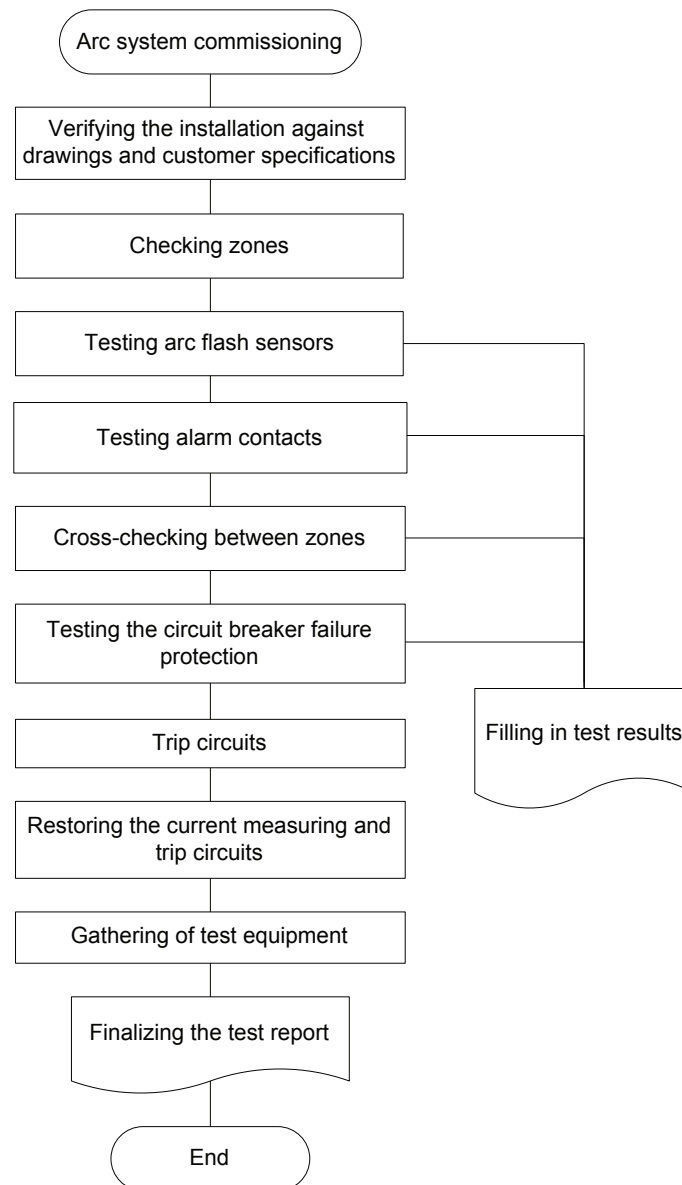 Arc system commissioning
Verifying the installation against
drawings and customer specifications
Checking zones
Testing arc flash sensors
Testing alarm contacts
Cross-checking between zones
Testing the circuit breaker failure
protection
Filling in test results
Trip circuits
Restoring the current measuring and
trip circuits
Gathering of test equipment
Finalizing the test report
End